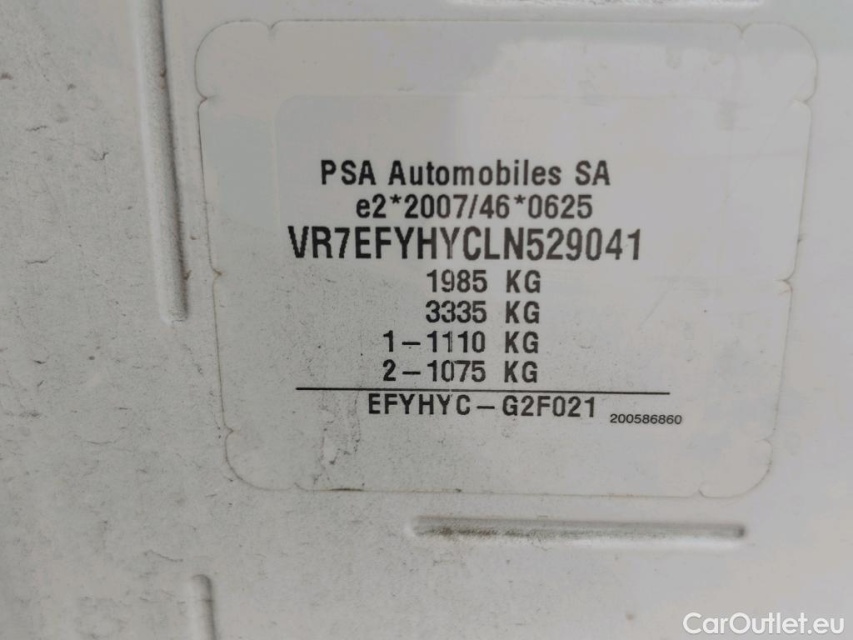 PSA Automobiles SA
e2*2007/46*0625
VR7EFYHYCLN529041
1985 KG
3335 KG
1-1110 KG
2-1075 KG
EFYHYC-G2F021 200586860
CarOutlet.eu